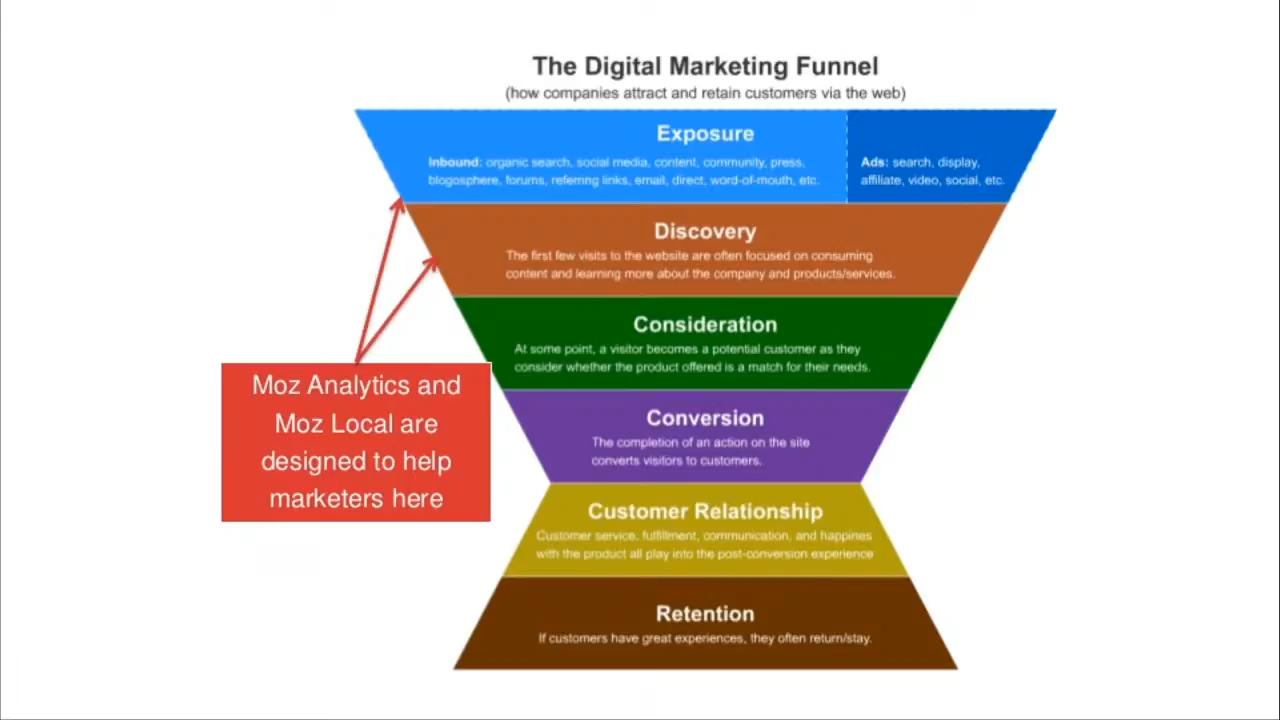 The Digital Marketing Funnel
(how companies attract and retain customers via the web)
Exposure
Inbound: organic search, social media, content, community, press,
blogosphere, forums, referring links, email, direct, word-of-mouth, etc.
Ads: search, display,
affiliate, video, social, etc.
Discovery
The first few visits to the website are often focused on consuming
content and learning more about the company and products/services.
Consideration
At some point, a visitor becomes a potential customer as they
consider whether the product offered is a match for their needs.
Moz Analytics and
Moz Local are
designed to help
marketers here
Conversion
The completion of an action on the site
converts visitors to customers.
Customer Relationship
Customer service, fulfillment, communication, and happines
with the product all play into the post-conversion experience
Retention
If customers have great experiences, they often return/stay.